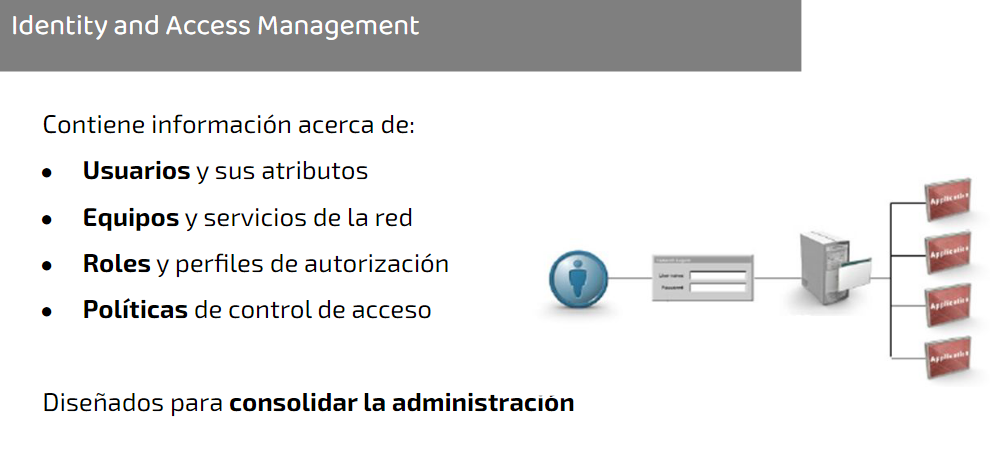 Identity and Access Management
Contiene información acerca de:
● Usuarios y sus atributos
● Equipos y servicios de la red
● Roles y perfiles de autorización
● Políticas de control de acceso
User name
Password
Application
Application
Application
Application
Diseñados para consolidar la administración